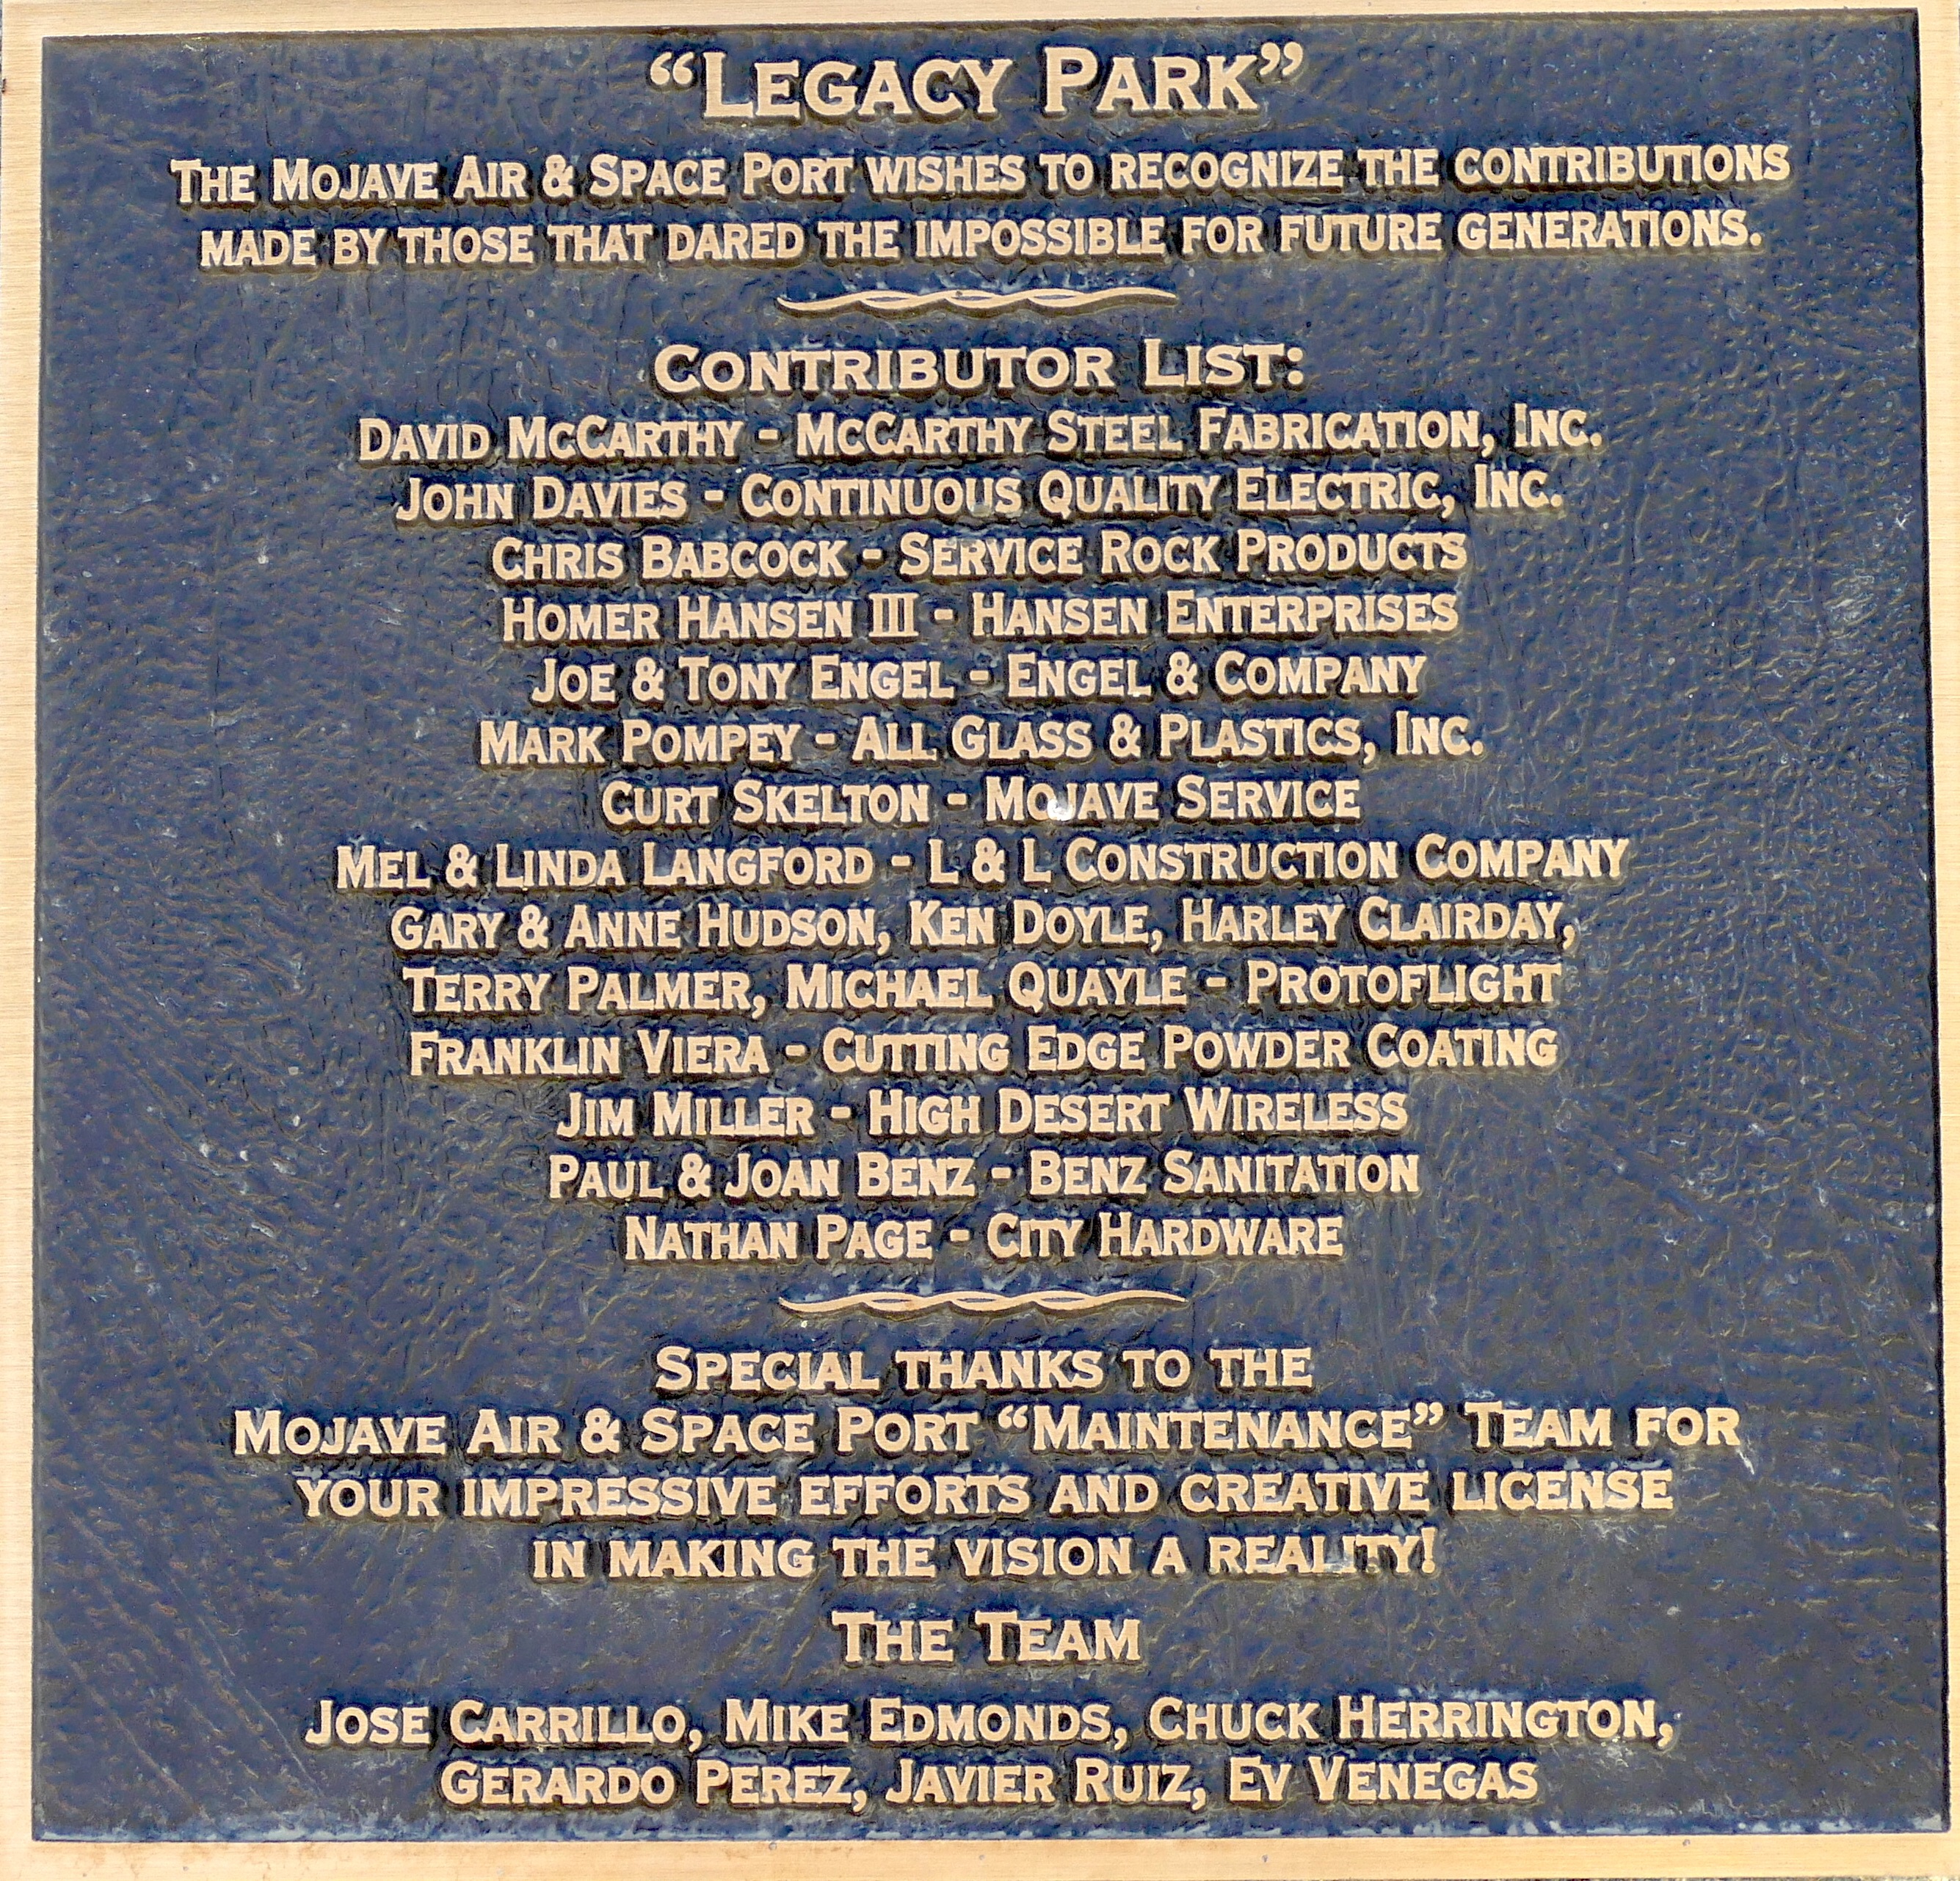 “Legacy Park”
The Mojave Air & Space Port wishes to recognize the contributions
made by those that dared the impossible for future generations.
Contributor List:
David McCarthy - McCarthy Steel Fabrication, Inc.
John Davies - Continuous Quality Electric, Inc.
Chris Babcock - Service Rock Products
Homer Hansen III - Hansen Enterprises
Joe & Tony Engel - Engel & Company
Mark Pompey - All Glass & Plastics, Inc.
Curt Skelton - Mojave Service
Mel & Linda Langford - L & L Construction Company
Gary & Anne Hudson, Ken Doyle, Harley Clairday,
Terry Palmer, Michael Quayle - Protoflight
Franklin Viera - Cutting Edge Powder Coating
Jim Miller - High Desert Wireless
Paul & Joan Benz - Benz Sanitation
Nathan Page - City Hardware
Special thanks to the
Mojave Air & Space Port “Maintenance” Team for
your impressive efforts and creative license
in making the vision a reality!
The Team
Jose Carrillo, Mike Edmonds, Chuck Herrington,
Gerardo Perez, Javier Ruiz, Ev Venegas